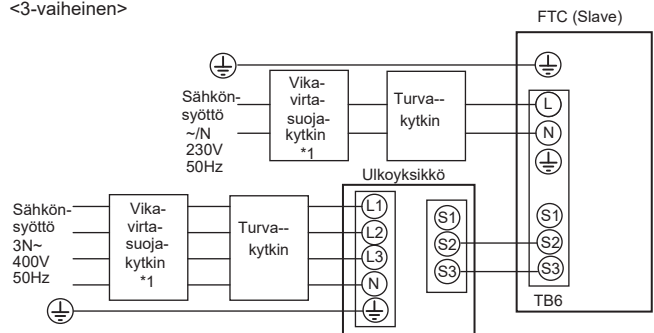 <3-vaiheinen>
FTC (Slave)
Sähkön-
syöttö
~/N
230V
50Hz
Vika-
virta-
suoja-
kytkin
*1
Turva--
kytkin
L
N
S1
S2
S3
TB6
Ulkoyksikkö
Sähkön-
syöttö
3N~
400V
50Hz
Vika-
virta-
suoja-
kytkin
*1
Turva-
kytkin
L1
L2
L3
N
S1
S2
S3